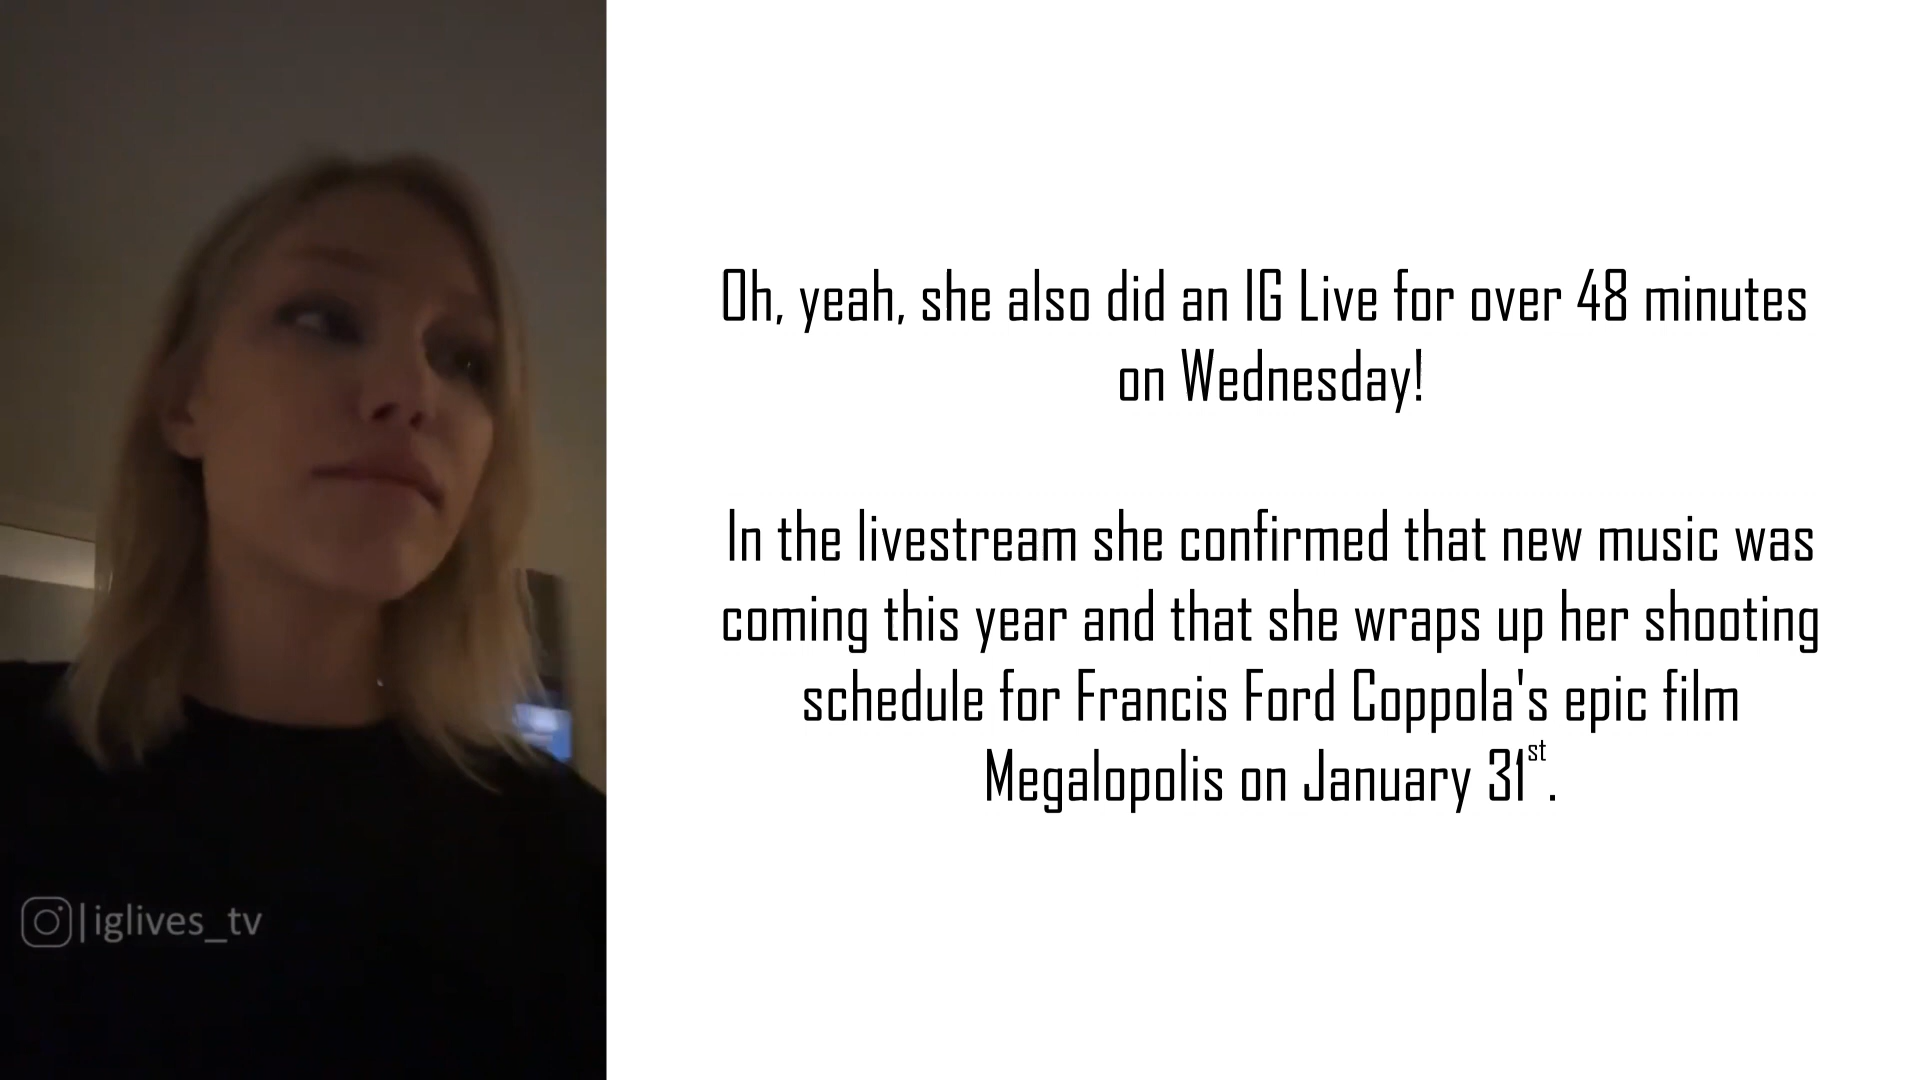 Oh, yeah, she also did an IG Live for over 48 minutes
on Wednesday!
In the livestream she confirmed that new music was
coming this year and that she wraps up her shooting
schedule for Francis Ford Coppola's epic film
Megalopolis on January 31st.
|iglives_tv